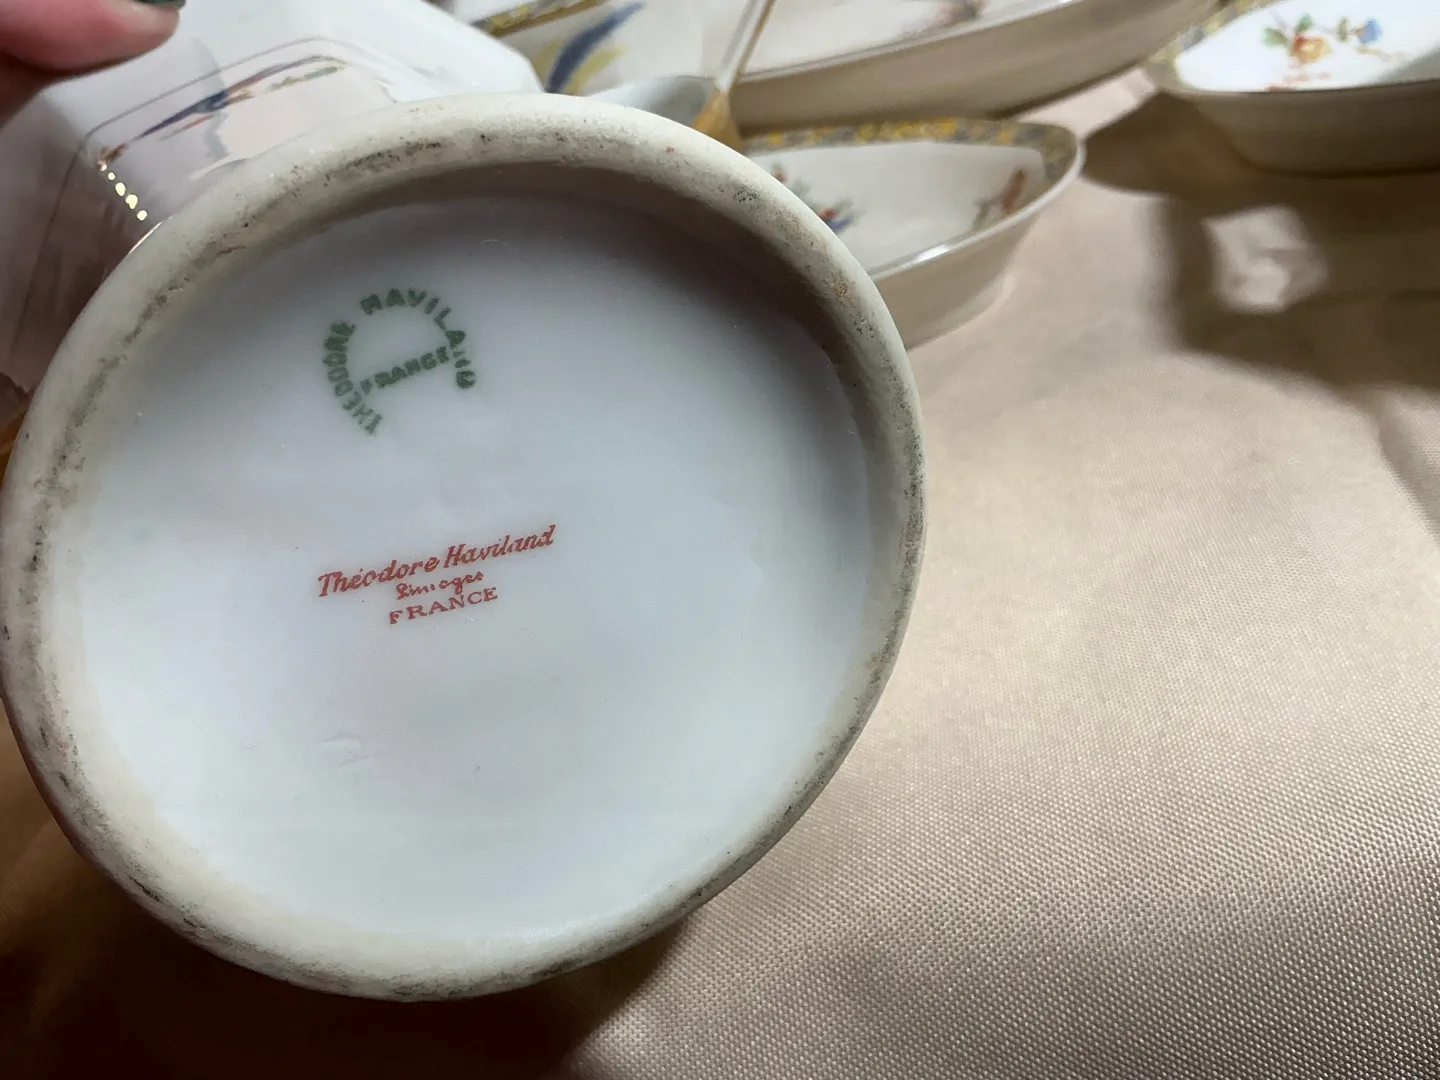 THEODORE HAVILAND
FRANCE
Théodore Haviland
Limoges
FRANCE